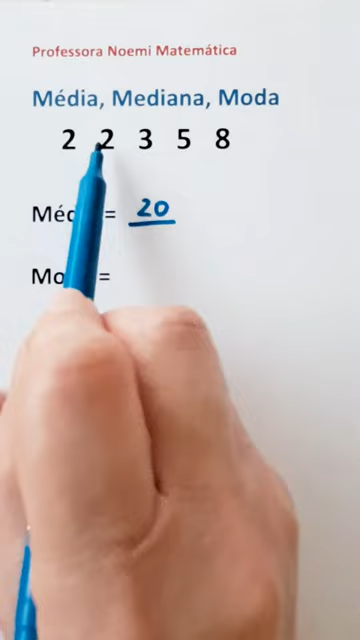 Professora Noemi Matemática
Média, Mediana, Moda
2 2 3 5 8
= 20
=